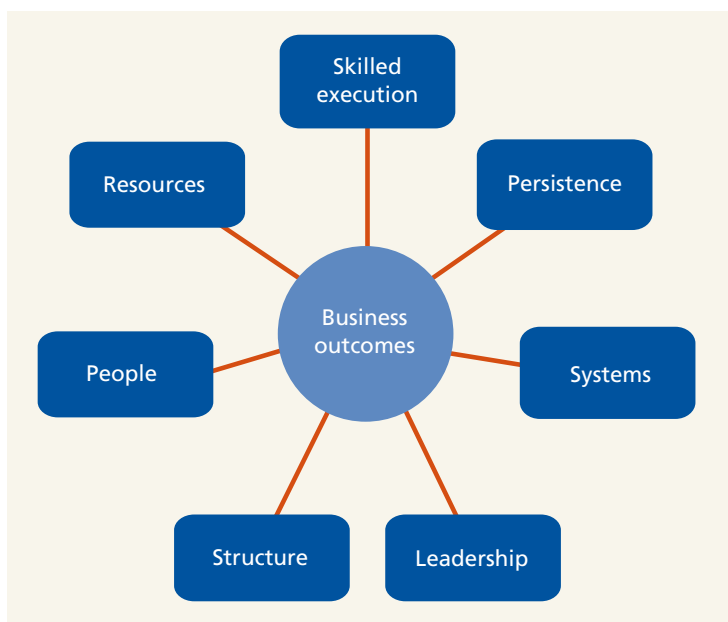 Skilled
execution
Resources
Persistence
Business
outcomes
People
Systems
Structure
Leadership